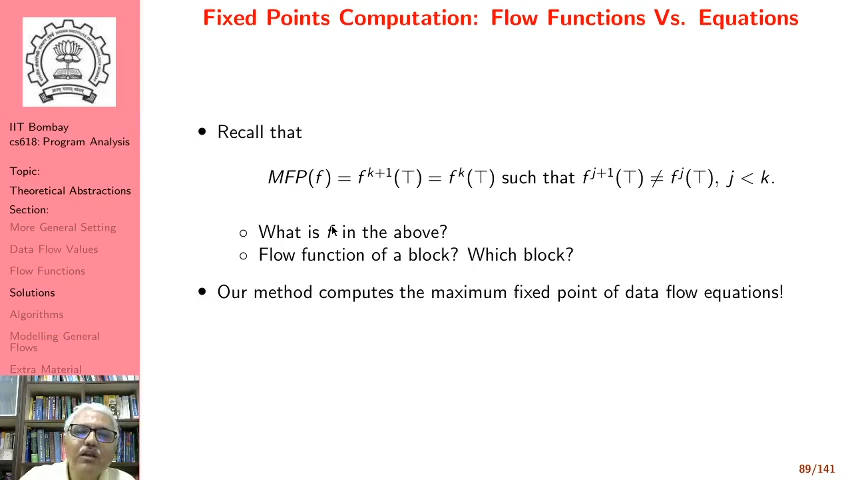 Fixed Points Computation: Flow Functions Vs. Equations
IIT Bombay
cs618: Program Analysis
Topic:
Theoretical Abstractions
Section:
More General Setting
Data Flow Values
Flow Functions
Solutions
Algorithms
Modelling General
Flows
Extra Material
• Recall that
MFP(f) = f^{k+1}(⊤) = f^k(⊤) such that f^{j+1}(⊤) ≠ f^j(⊤), j < k.
◦ What is f in the above?
◦ Flow function of a block? Which block?
• Our method computes the maximum fixed point of data flow equations!
89/141